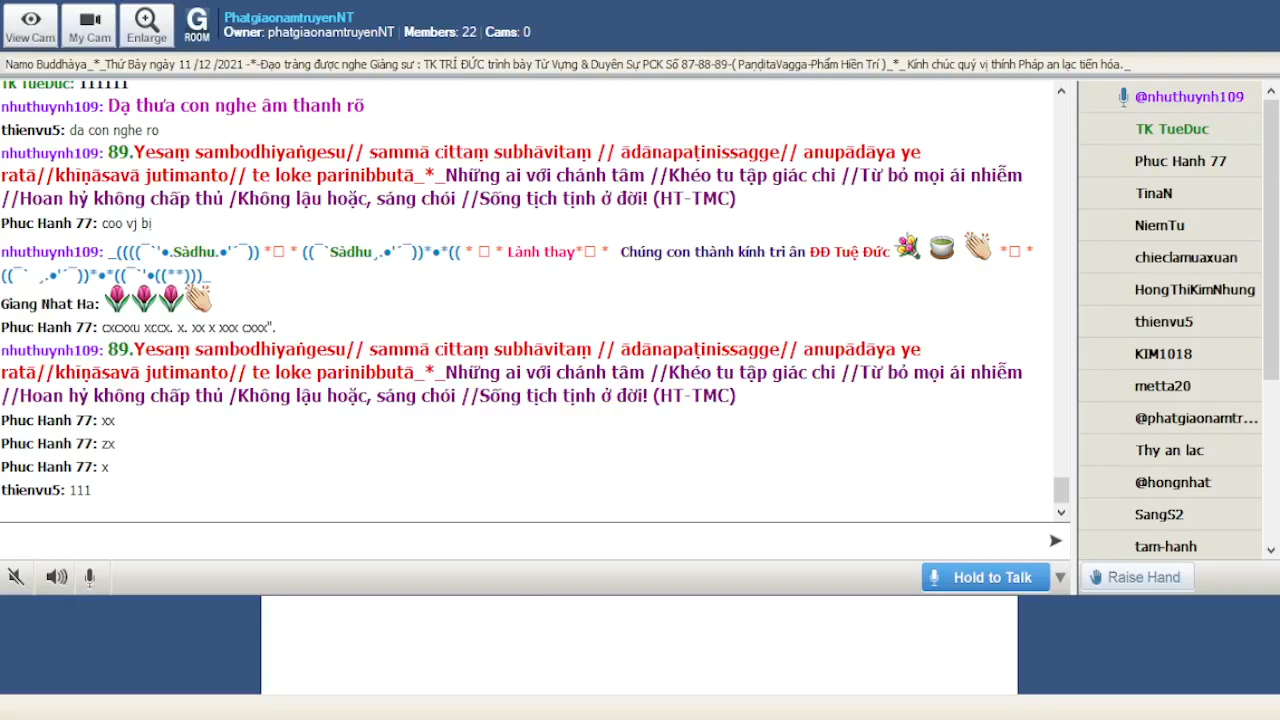 View Cam
My Cam
Enlarge
G
ROOM
PhatgiaonamtruyenNT
Owner: phatgiaonamtruyenNT | Members: 22 | Cams: 0
Namo Buddhàya_*_Thứ Bảy ngày 11 /12 /2021 -*-Đạo tràng được nghe Giảng sư : TK TRÍ ĐỨC trình bày Từ Vựng & Duyên Sự PCK Số 87-88-89-( PaṇḍitaVagga-Phẩm Hiền Trí )_*_ Kính chúc quý vị thính Pháp an lạc tiến hóa._
TK TueDuc: 111111
nhuthuynh109: Dạ thưa con nghe âm thanh rõ
thienvu5: da con nghe ro
nhuthuynh109: 89.Yesaṃ sambodhiyaṅgesu// sammā cittaṃ subhāvitaṃ // ādānapaṭinissagge// anupādāya ye
ratā//khīṇāsavā jutimanto// te loke parinibbutā_*_Những ai với chánh tâm //Khéo tu tập giác chi //Từ bỏ mọi ái nhiễm
//Hoan hỷ không chấp thủ /Không lậu hoặc, sáng chói //Sống tịch tịnh ở đời! (HT-TMC)
Phuc Hanh 77: coo vj bị
nhuthuynh109: _((((¯`'●.Sàdhu.●'´¯)) *□ * ((¯`Sàdhu¸.●'´¯))*●*(( * □ * Lành thay*□ * Chúng con thành kính tri ân ĐĐ Tuệ Đức *□ *
((¯` ¸.●'´¯))*●*((¯`'●((**)))_
Giang Nhat Ha:
Phuc Hanh 77: cxcxxu xccx. x. xx x xxx cxxx".
nhuthuynh109: 89.Yesaṃ sambodhiyaṅgesu// sammā cittaṃ subhāvitaṃ // ādānapaṭinissagge// anupādāya ye
ratā//khīṇāsavā jutimanto// te loke parinibbutā_*_Những ai với chánh tâm //Khéo tu tập giác chi //Từ bỏ mọi ái nhiễm
//Hoan hỷ không chấp thủ /Không lậu hoặc, sáng chói //Sống tịch tịnh ở đời! (HT-TMC)
Phuc Hanh 77: xx
Phuc Hanh 77: zx
Phuc Hanh 77: x
thienvu5: 111
Hold to Talk
@nhuthuynh109
TK TueDuc
Phuc Hanh 77
TinaN
NiemTu
chieclamuaxuan
HongThiKimNhung
thienvu5
KIM1018
metta20
@phatgiaonamtr...
Thy an lac
@hongnhat
SangS2
tam-hanh
Raise Hand